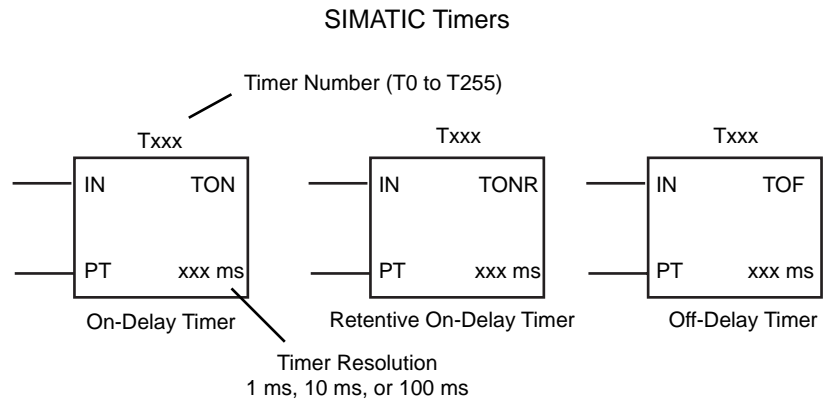 SIMATIC Timers
Timer Number (T0 to T255)
Txxx
Txxx
Txxx
IN TON
IN TONR
IN TOF
PT xxx ms
PT xxx ms
PT xxx ms
On-Delay Timer
Retentive On-Delay Timer
Off-Delay Timer
Timer Resolution
1 ms, 10 ms, or 100 ms